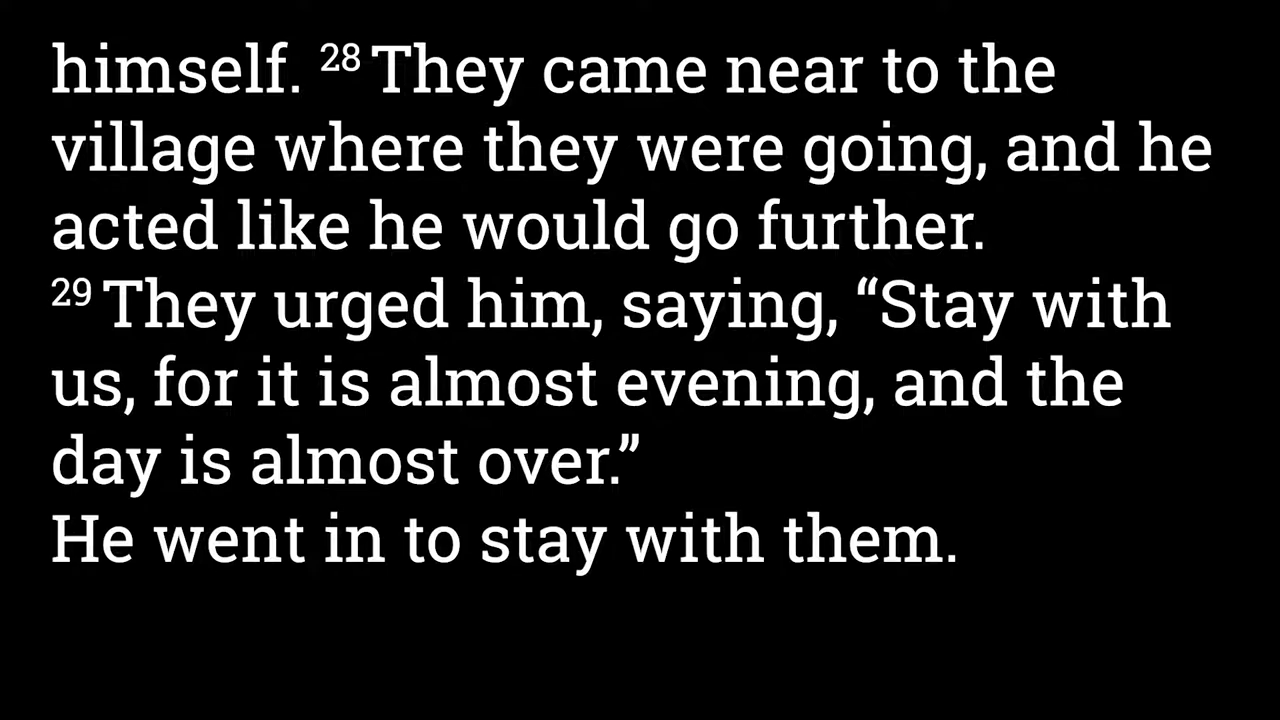 himself. 28 They came near to the
village where they were going, and he
acted like he would go further.
29 They urged him, saying, “Stay with
us, for it is almost evening, and the
day is almost over.”
He went in to stay with them.